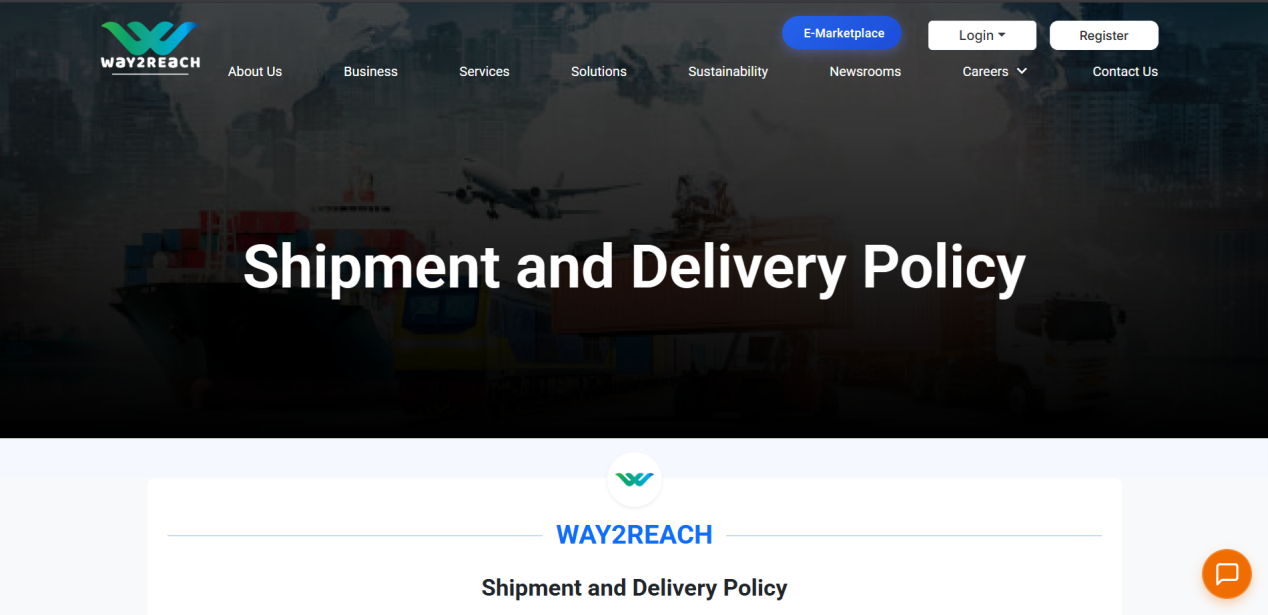 E-Marketplace
Login
Register
WAY2REACH
About Us
Business
Services
Solutions
Sustainability
Newsrooms
Careers
Contact Us
Shipment and Delivery Policy
WAY2REACH
Shipment and Delivery Policy